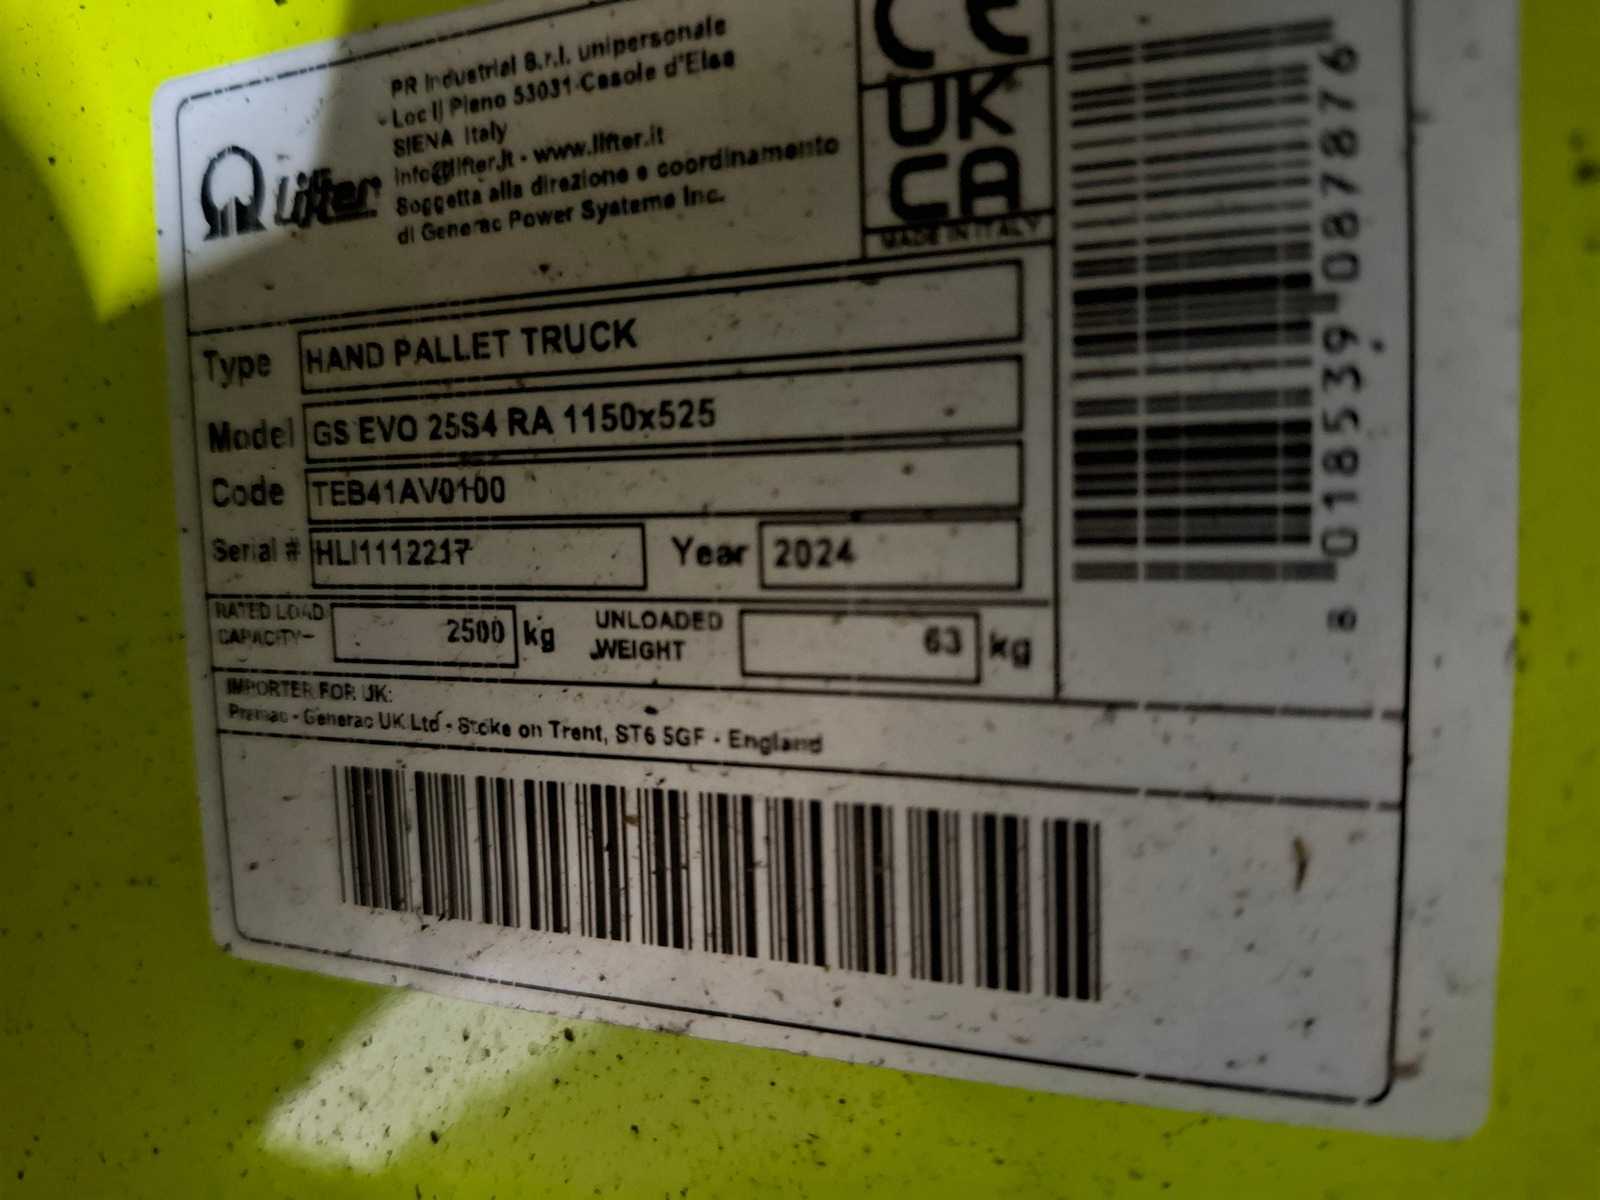 PR Industrial S.r.l. unipersonale
- Loc Il Piano 53031-Casole d'Elsa
SIENA Italy
info@lifter.it - www.lifter.it
Soggetta alla direzione e coordinamento
di Generac Power Systems Inc.
Lifter
CE
UK
CA
MADE IN ITALY
Type HAND PALLET TRUCK
Model GS EVO 25S4 RA 1150x525
Code TEB41AV0100
Serial # HLI1112217 Year 2024
RATED LOAD CAPACITY 2500 kg UNLOADED WEIGHT 63 kg
IMPORTER FOR UK:
Pramac - Generac UK Ltd - Stoke on Trent, ST6 5GF - England
8 018539 087876